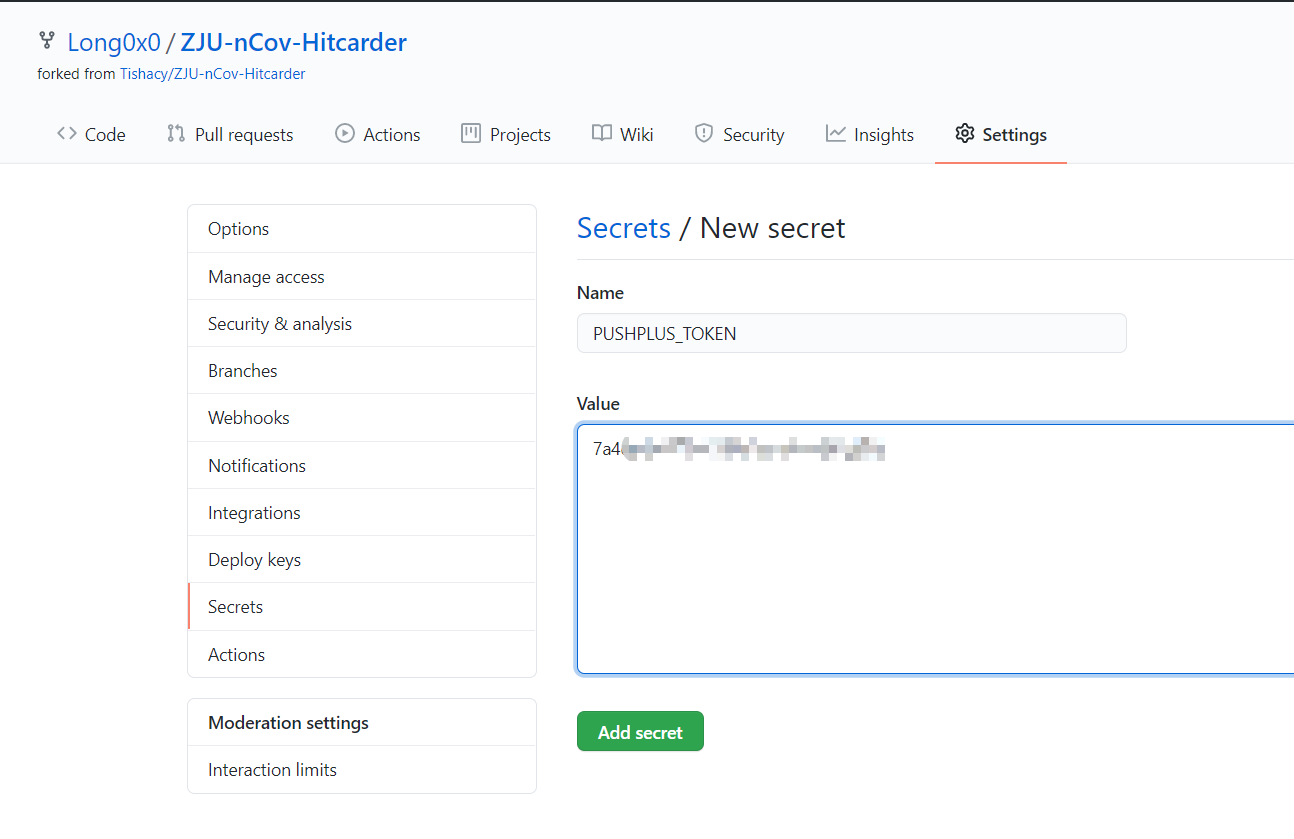 Long0x0 / ZJU-nCov-Hitcarder
forked from Tishacy/ZJU-nCov-Hitcarder
Code Pull requests Actions Projects Wiki Security Insights Settings
Options
Manage access
Security & analysis
Branches
Webhooks
Notifications
Integrations
Deploy keys
Secrets
Actions
Moderation settings
Interaction limits
Secrets / New secret
Name
PUSHPLUS_TOKEN
Value
7a4
Add secret